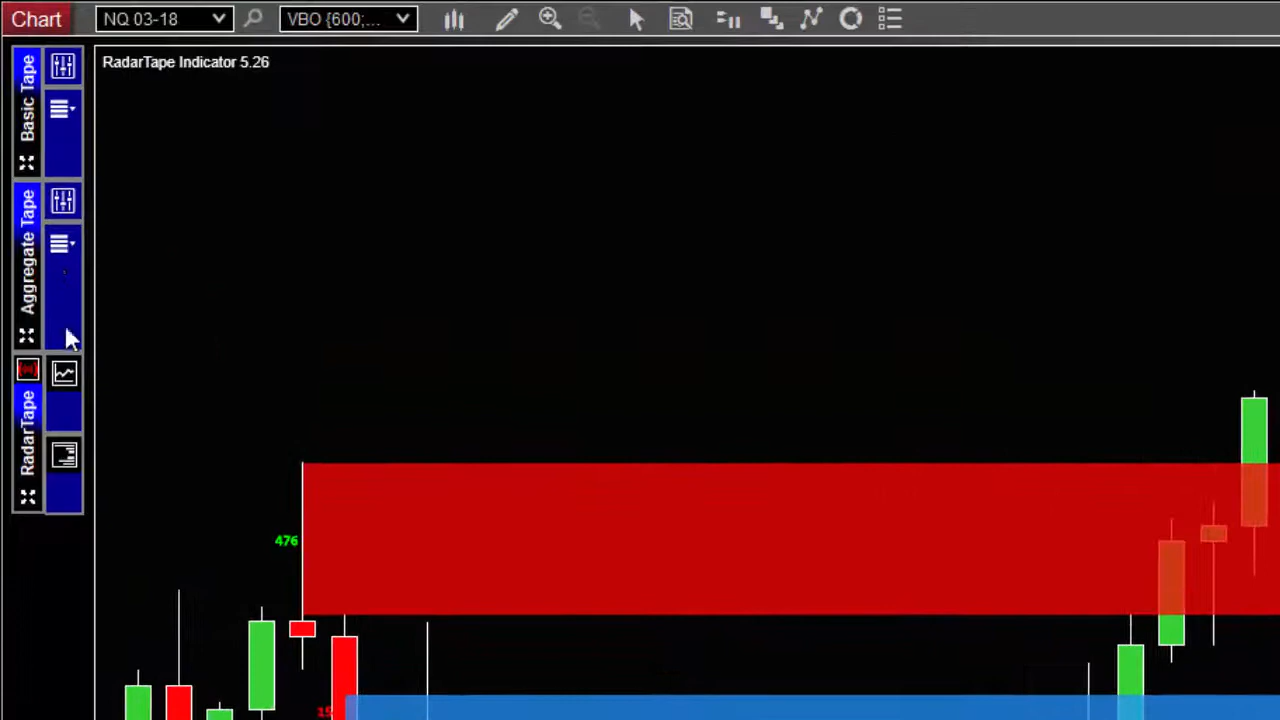 Chart
NQ 03-18
VBO {600;...
RadarTape Indicator 5.26
Basic Tape
Aggregate Tape
RadarTape
476